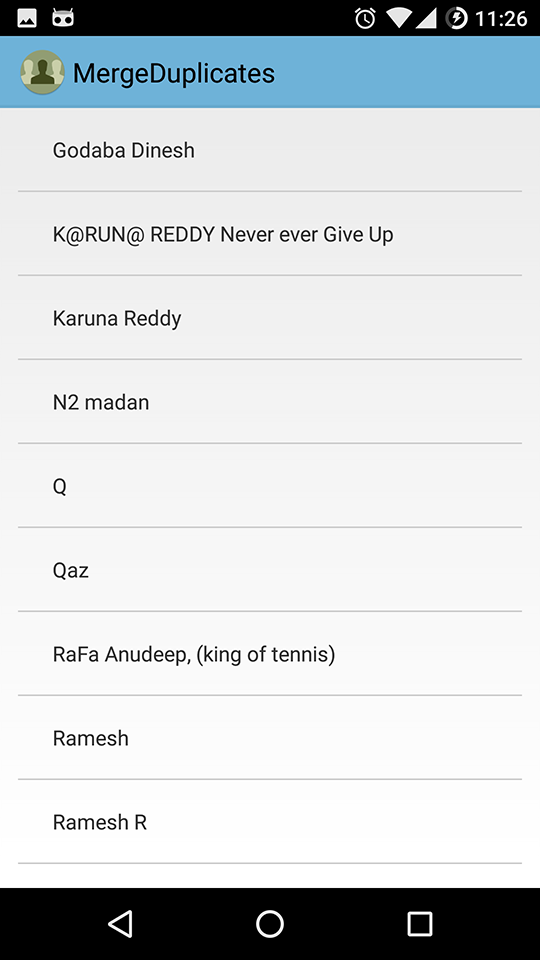 11:26
MergeDuplicates
Godaba Dinesh
K@RUN@ REDDY Never ever Give Up
Karuna Reddy
N2 madan
Q
Qaz
RaFa Anudeep, (king of tennis)
Ramesh
Ramesh R